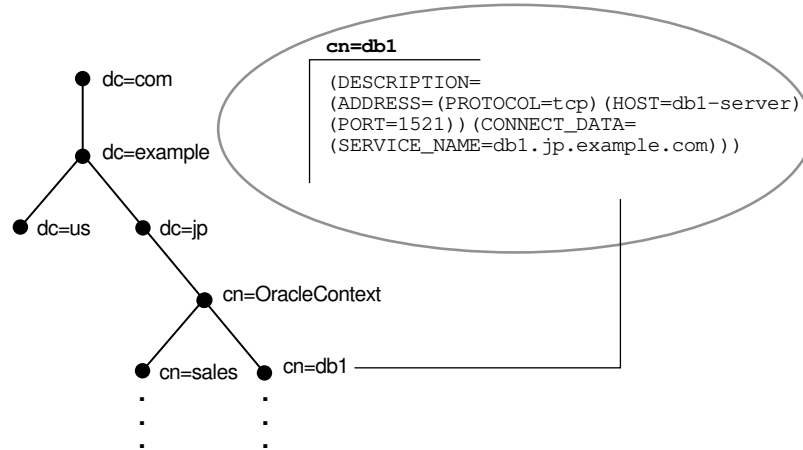 cn=db1
(DESCRIPTION=
(ADDRESS=(PROTOCOL=tcp)(HOST=db1-server)
(PORT=1521))(CONNECT_DATA=
(SERVICE_NAME=db1.jp.example.com)))
dc=com
dc=example
dc=us
dc=jp
cn=OracleContext
cn=sales
cn=db1